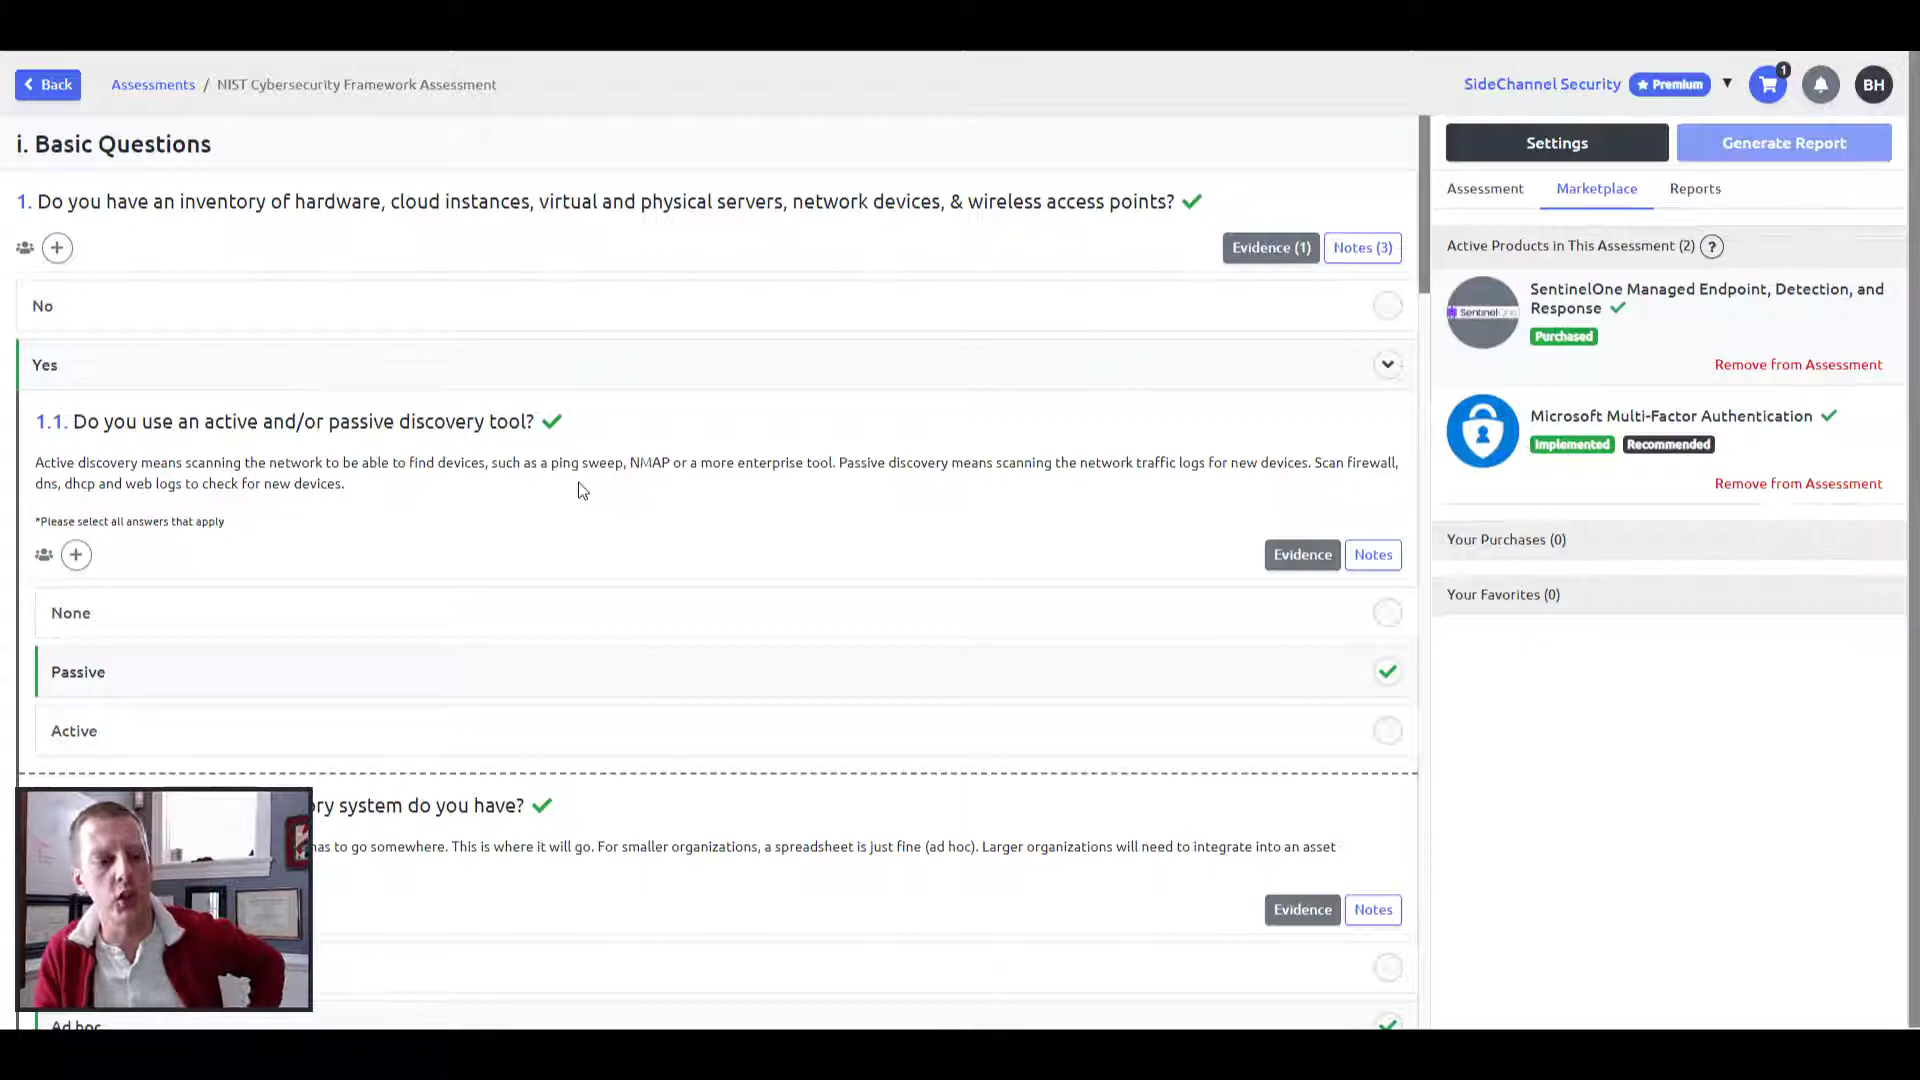 Back
Assessments / NIST Cybersecurity Framework Assessment
SideChannel Security
Premium
1
BH
i. Basic Questions
Settings
Generate Report
Assessment
Marketplace
Reports
1. Do you have an inventory of hardware, cloud instances, virtual and physical servers, network devices, & wireless access points?
Evidence (1)
Notes (3)
Active Products in This Assessment (2) ?
No
SentinelOne
SentinelOne Managed Endpoint, Detection, and
Response
Purchased
Remove from Assessment
Yes
1.1. Do you use an active and/or passive discovery tool?
Microsoft Multi-Factor Authentication
Implemented
Recommended
Remove from Assessment
Active discovery means scanning the network to be able to find devices, such as a ping sweep, NMAP or a more enterprise tool. Passive discovery means scanning the network traffic logs for new devices. Scan firewall,
dns, dhcp and web logs to check for new devices.
*Please select all answers that apply
Evidence
Notes
Your Purchases (0)
Your Favorites (0)
None
Passive
Active
ry system do you have?
has to go somewhere. This is where it will go. For smaller organizations, a spreadsheet is just fine (ad hoc). Larger organizations will need to integrate into an asset
Evidence
Notes
Ad hoc